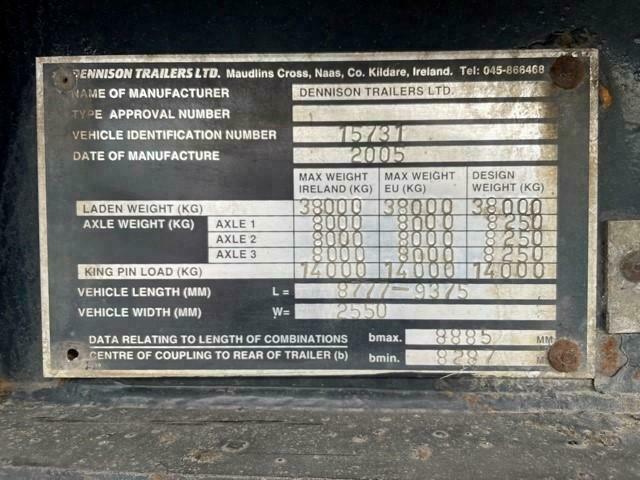 DENNISON TRAILERS LTD. Maudlins Cross, Naas, Co. Kildare, Ireland. Tel: 045-866468
NAME OF MANUFACTURER DENNISON TRAILERS LTD.
TYPE APPROVAL NUMBER
VEHICLE IDENTIFICATION NUMBER 15731
DATE OF MANUFACTURE 2005
MAX WEIGHT MAX WEIGHT DESIGN
IRELAND (KG) EU (KG) WEIGHT (KG)
LADEN WEIGHT (KG) 38000 38000 38000
AXLE WEIGHT (KG) AXLE 1 8000 8000 8250
AXLE 2 8000 8000 8250
AXLE 3 8000 8000 8250
KING PIN LOAD (KG) 14000 14000 14000
VEHICLE LENGTH (MM) L= 8777-9375
VEHICLE WIDTH (MM) W= 2550
DATA RELATING TO LENGTH OF COMBINATIONS bmax. 8885 MM
CENTRE OF COUPLING TO REAR OF TRAILER (b) bmin. 8287 M